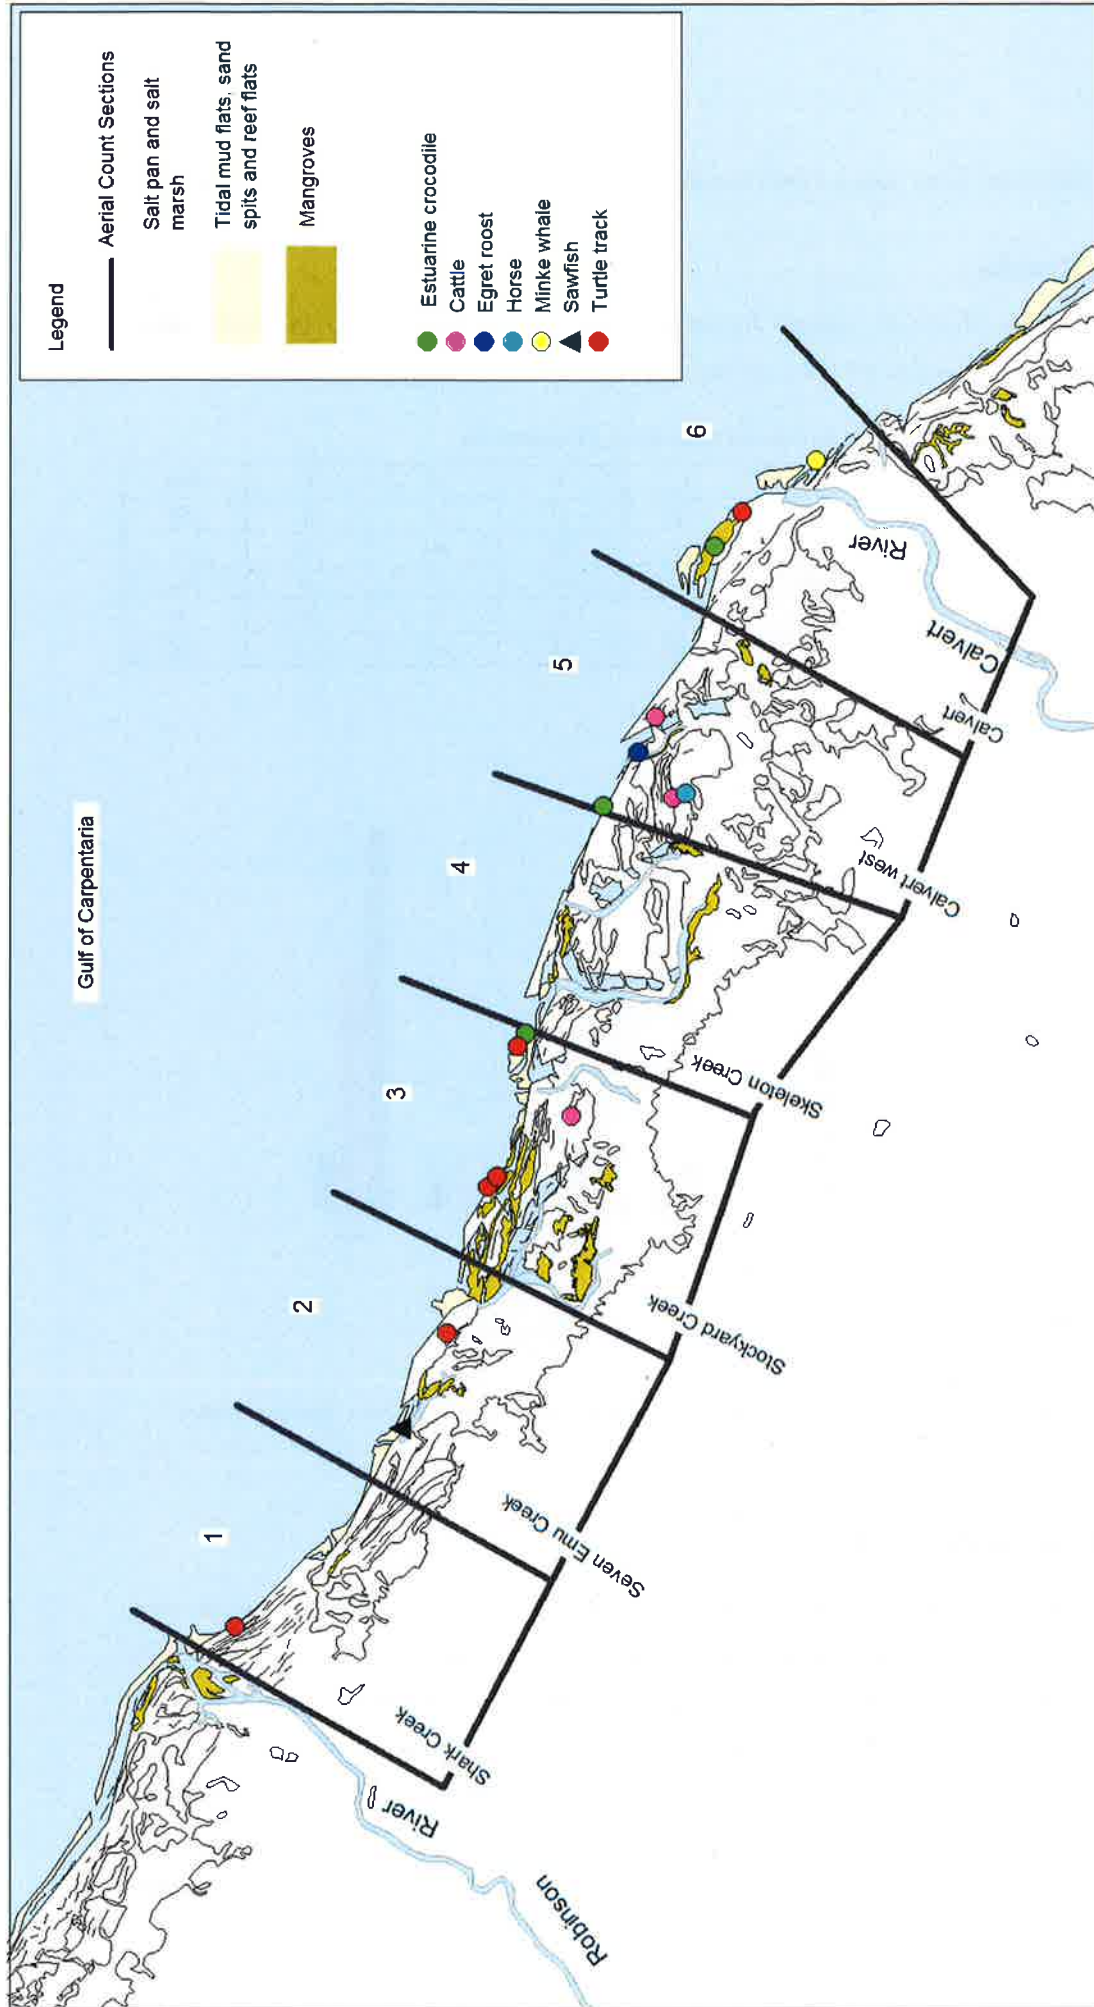 Legend
Aerial Count Sections
Salt pan and salt
marsh
Tidal mud flats, sand
spits and reef flats
Mangroves
Estuarine crocodile
Cattle
Egret roost
Horse
Minke whale
Sawfish
Turtle track
Gulf of Carpentaria
1
2
3
4
5
6
Robinson
River
Shark Creek
Seven Emu Creek
Stockyard Creek
Skeleton Creek
Calvert west
Calvert
Calvert
River